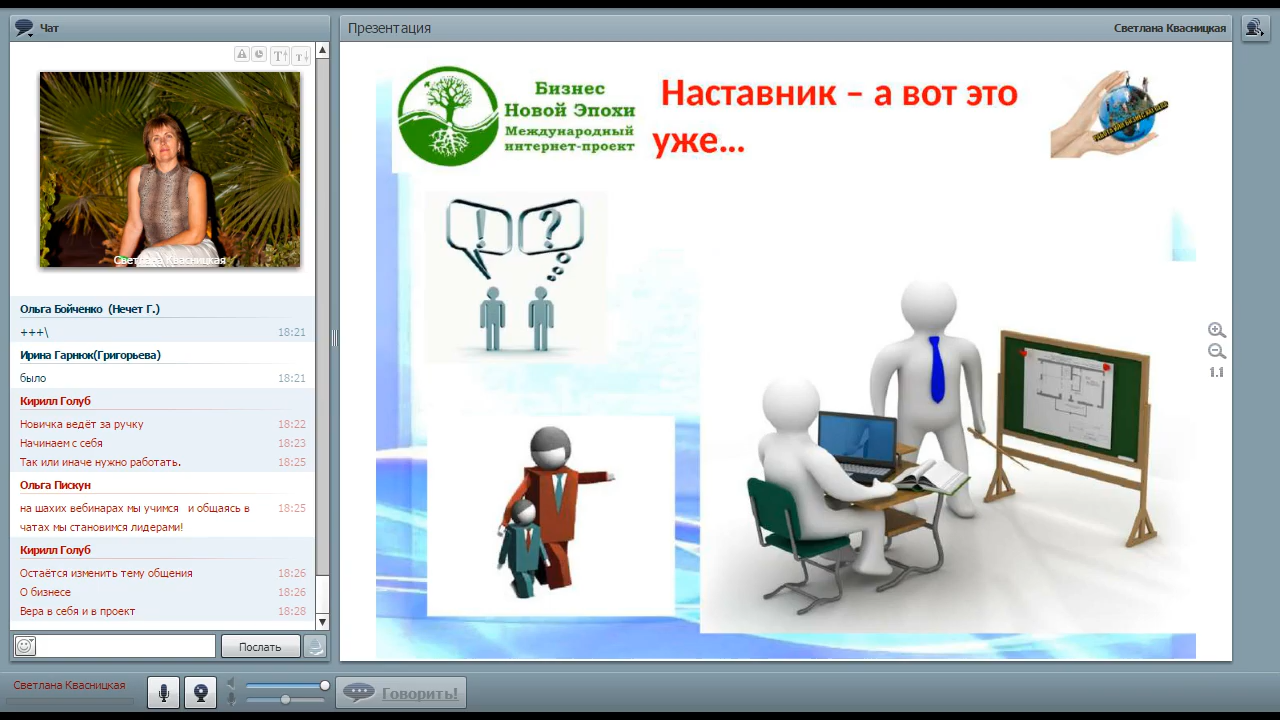 Чат
Светлана Квасницкая
Ольга Бойченко (Нечет Г.)
+++\ 18:21
Ирина Гарнюк(Григорьева)
было 18:21
Кирилл Голуб
Новичка ведёт за ручку 18:22
Начинаем с себя 18:23
Так или иначе нужно работать. 18:25
Ольга Пискун
на шахих вебинарах мы учимся и общаясь в 18:25
чатах мы становимся лидерами!
Кирилл Голуб
Остаётся изменить тему общения 18:26
О бизнесе 18:26
Вера в себя и в проект 18:28
Послать
Светлана Квасницкая
Говорить!
Презентация
Светлана Квасницкая
Бизнес
Новой Эпохи
Международный
интернет-проект
Наставник – а вот это
уже...
!
?
1.1